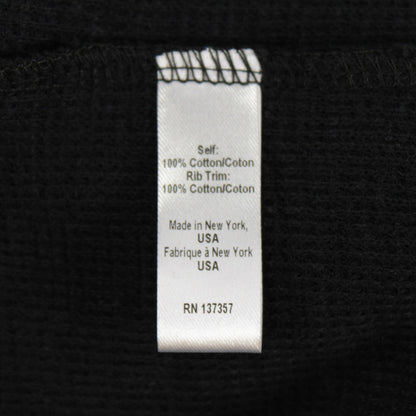 Self:
100% Cotton/Coton
Rib Trim:
100% Cotton/Coton
Made in New York,
USA
Fabrique à New York
USA
RN 137357